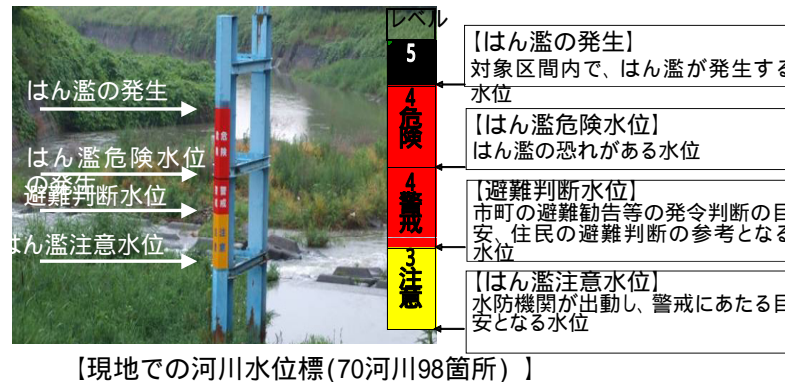 はん濫の発生
はん濫危険水位
の発生
避難判断水位
はん濫注意水位
危険
警戒
注意
レベル
5
4
危険
4
警戒
3
注意
【はん濫の発生】
対象区間内で、はん濫が発生する
水位
【はん濫危険水位】
はん濫の恐れがある水位
【避難判断水位】
市町の避難勧告等の発令判断の目
安、住民の避難判断の参考となる
水位
【はん濫注意水位】
水防機関が出動し、警戒にあたる目
安となる水位
【現地での河川水位標(70河川98箇所) 】